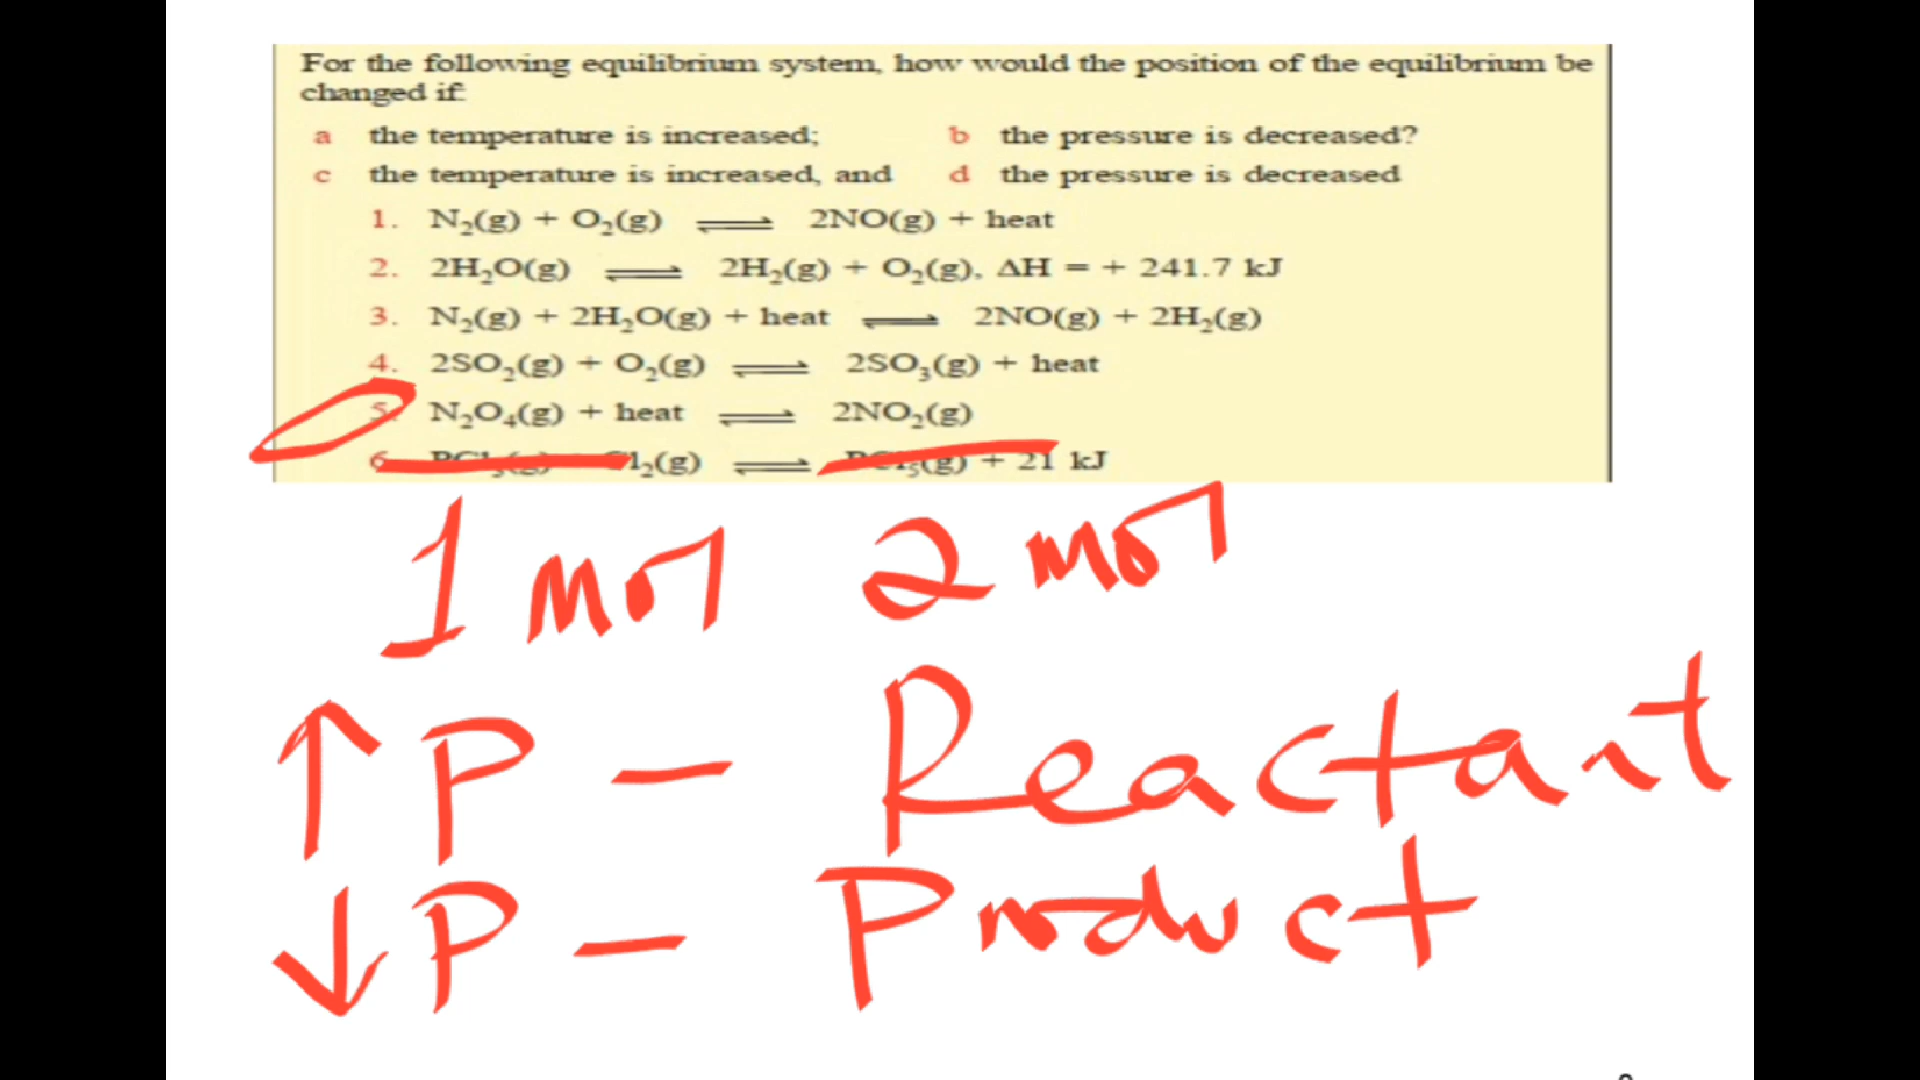 For the following equilibrium system, how would the position of the equilibrium be
changed if:
a the temperature is increased; b the pressure is decreased?
c the temperature is increased, and d the pressure is decreased
1. N₂(g) + O₂(g) ⇌ 2NO(g) + heat
2. 2H₂O(g) ⇌ 2H₂(g) + O₂(g), ΔH = + 241.7 kJ
3. N₂(g) + 2H₂O(g) + heat ⇌ 2NO(g) + 2H₂(g)
4. 2SO₂(g) + O₂(g) ⇌ 2SO₃(g) + heat
5. N₂O₄(g) + heat ⇌ 2NO₂(g)
6. PCl₃(g) + Cl₂(g) ⇌ PCl₅(g) + 21 kJ
1 mol 2 mol
↑ P - Reactant
↓ P - Product